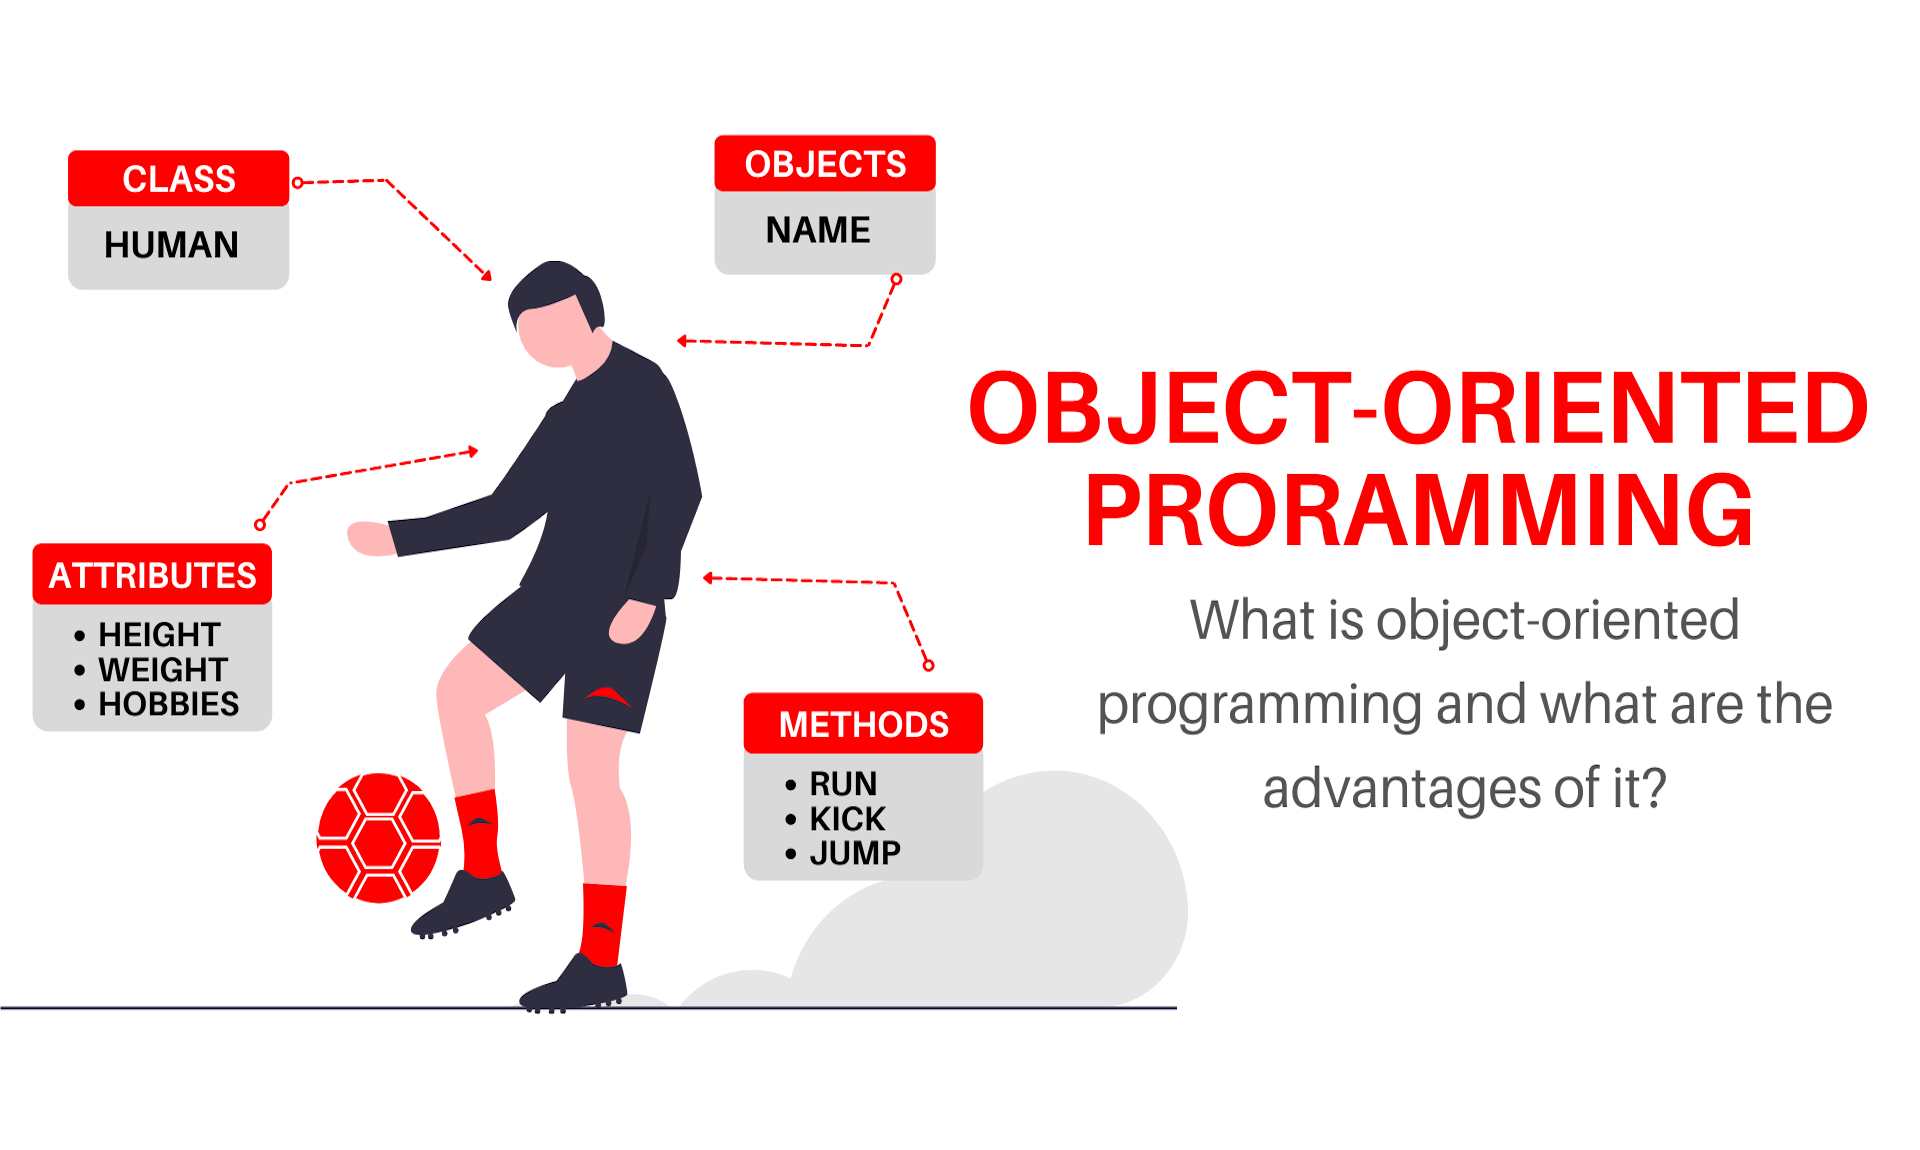 CLASS
HUMAN
OBJECTS
NAME
ATTRIBUTES
• HEIGHT
• WEIGHT
• HOBBIES
METHODS
• RUN
• KICK
• JUMP
OBJECT-ORIENTED
PRORAMMING
What is object-oriented
programming and what are the
advantages of it?